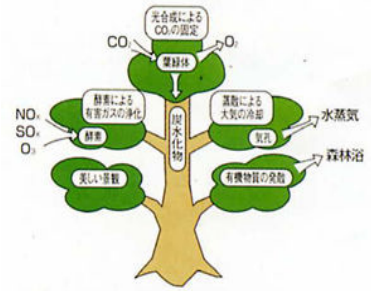 光合成による
CO₂の固定
CO₂
O₂
葉緑体
酵素による
有害ガスの浄化
蒸散による
大気の冷却
NOx
SOx
O₃
酵素
炭水化物
気孔
水蒸気
森林浴
美しい景観
有機物質の発散